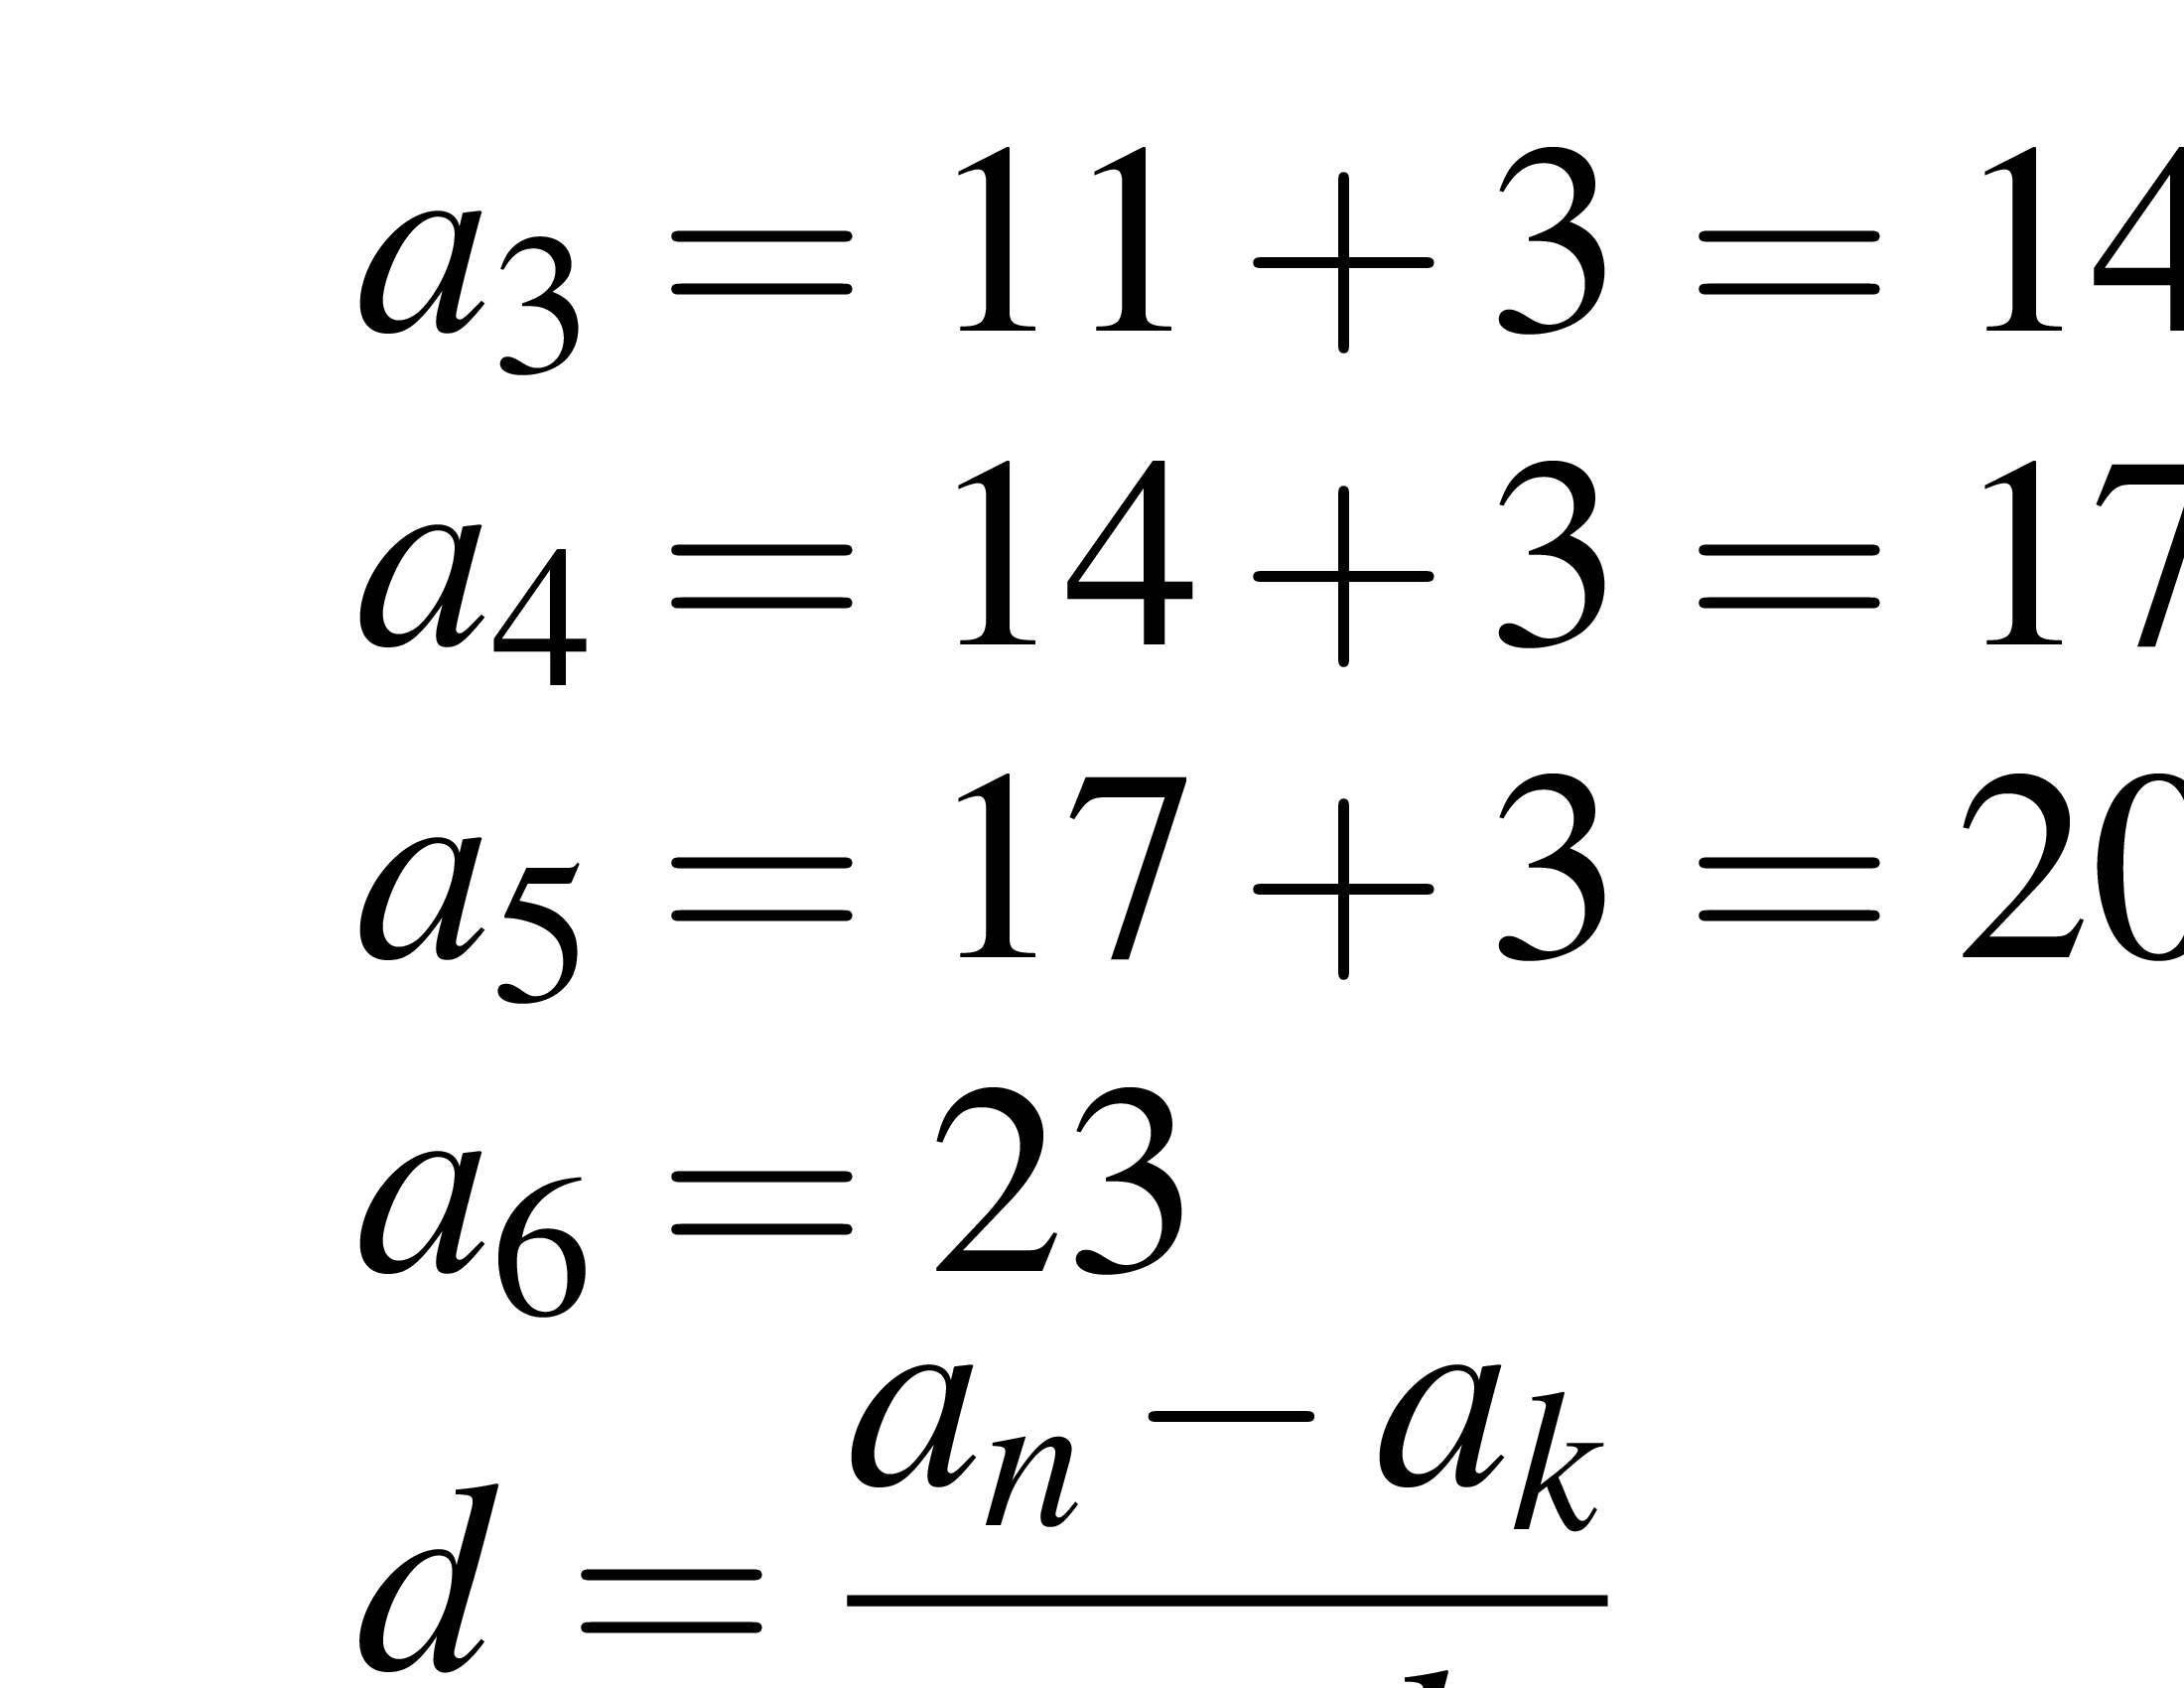 a₃ = 11 + 3 = 14
a₄ = 14 + 3 = 17
a₅ = 17 + 3 = 20
a₆ = 23
d = (aₙ − aₖ) /